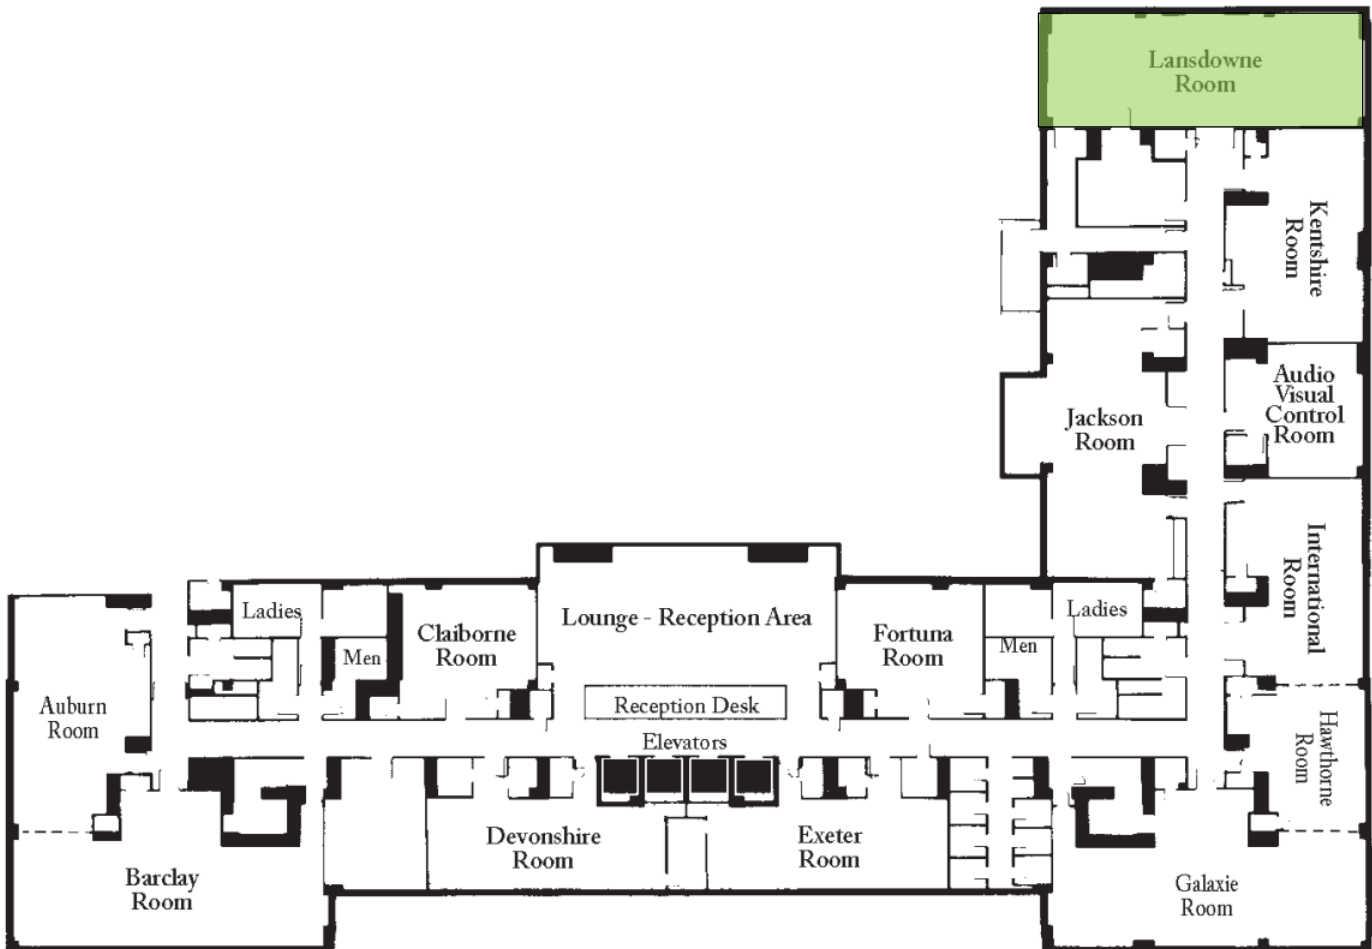 Lansdowne
Room
Kentshire
Room
Audio
Visual
Control
Room
Jackson
Room
International
Room
Ladies
Men
Claiborne
Room
Lounge - Reception Area
Fortuna
Room
Ladies
Men
Auburn
Room
Reception Desk
Elevators
Hawthorne
Room
Devonshire
Room
Exeter
Room
Barclay
Room
Galaxie
Room